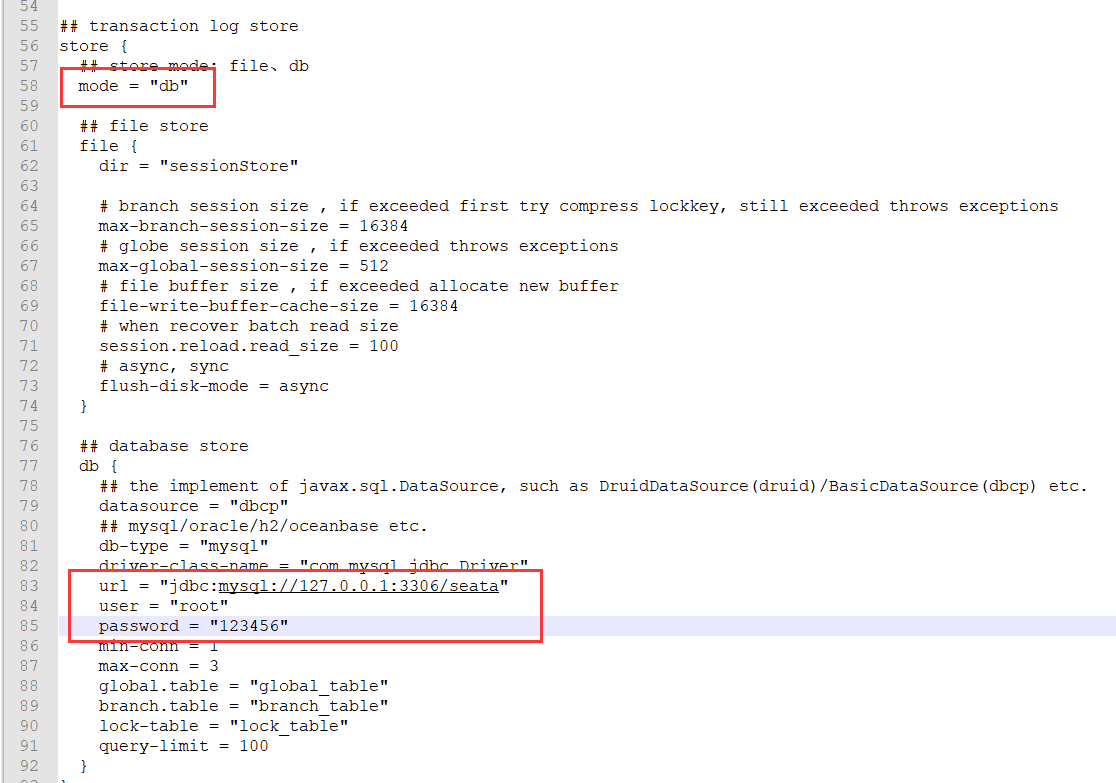 54
55 ## transaction log store
56 store {
57 ## store mode: file、db
58 mode = "db"
59
60 ## file store
61 file {
62 dir = "sessionStore"
63
64 # branch session size , if exceeded first try compress lockkey, still exceeded throws exceptions
65 max-branch-session-size = 16384
66 # globe session size , if exceeded throws exceptions
67 max-global-session-size = 512
68 # file buffer size , if exceeded allocate new buffer
69 file-write-buffer-cache-size = 16384
70 # when recover batch read size
71 session.reload.read_size = 100
72 # async, sync
73 flush-disk-mode = async
74 }
75
76 ## database store
77 db {
78 ## the implement of javax.sql.DataSource, such as DruidDataSource(druid)/BasicDataSource(dbcp) etc.
79 datasource = "dbcp"
80 ## mysql/oracle/h2/oceanbase etc.
81 db-type = "mysql"
82 driver-class-name = "com.mysql.jdbc.Driver"
83 url = "jdbc:mysql://127.0.0.1:3306/seata"
84 user = "root"
85 password = "123456"
86 min-conn = 1
87 max-conn = 3
88 global.table = "global_table"
89 branch.table = "branch_table"
90 lock-table = "lock_table"
91 query-limit = 100
92 }
93 }